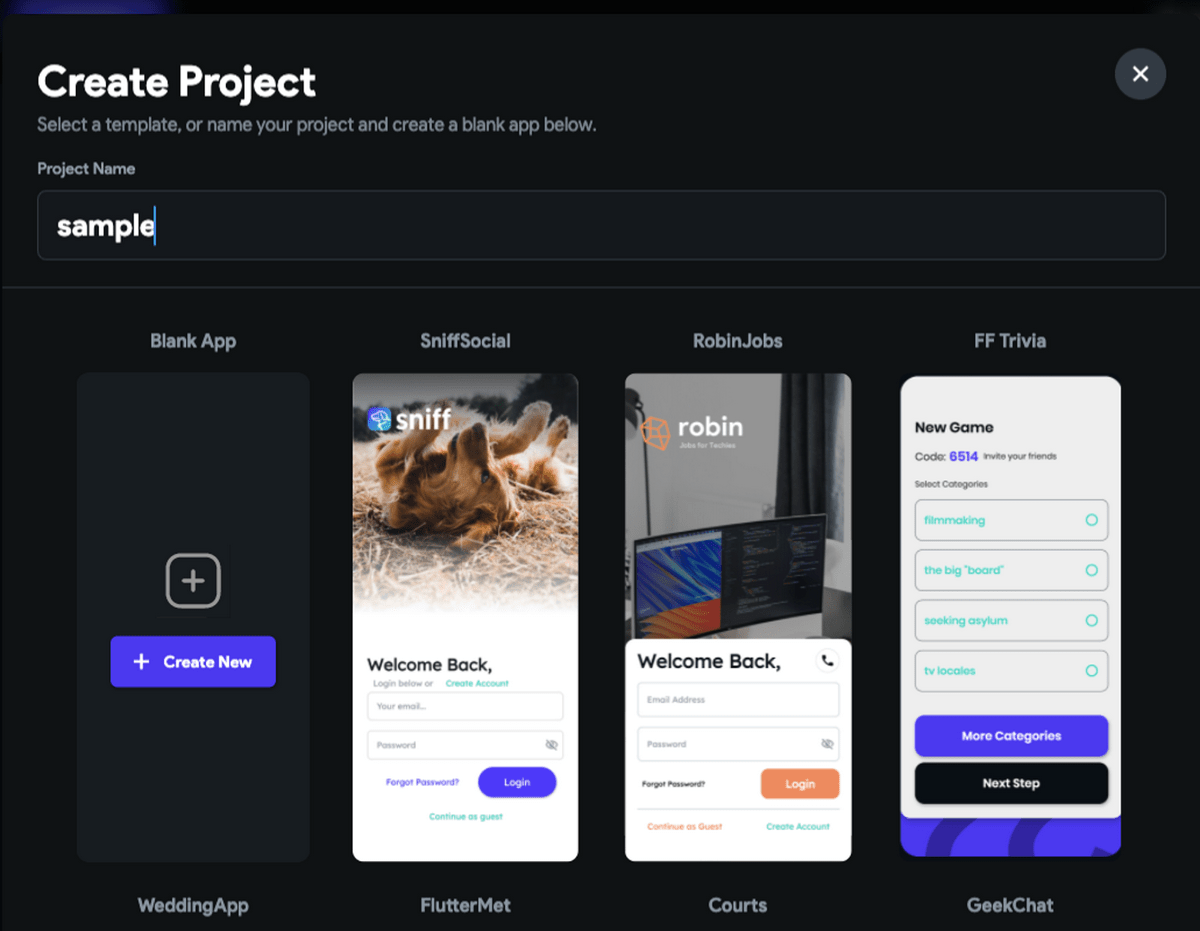 Create Project
Select a template, or name your project and create a blank app below.
Project Name
sample
Blank App
SniffSocial
RobinJobs
FF Trivia
+ Create New
sniff
Welcome Back,
Login below or Create Account
Your email...
Password
Forgot Password? Login
Continue as guest
robin
Jobs for Techies
Welcome Back,
Email Address
Password
Forgot Password? Login
Continue as Guest Create Account
New Game
Code: 6514 Invite your friends
Select Categories
filmmaking
the big "board"
seeking asylum
tv locales
More Categories
Next Step
WeddingApp
FlutterMet
Courts
GeekChat